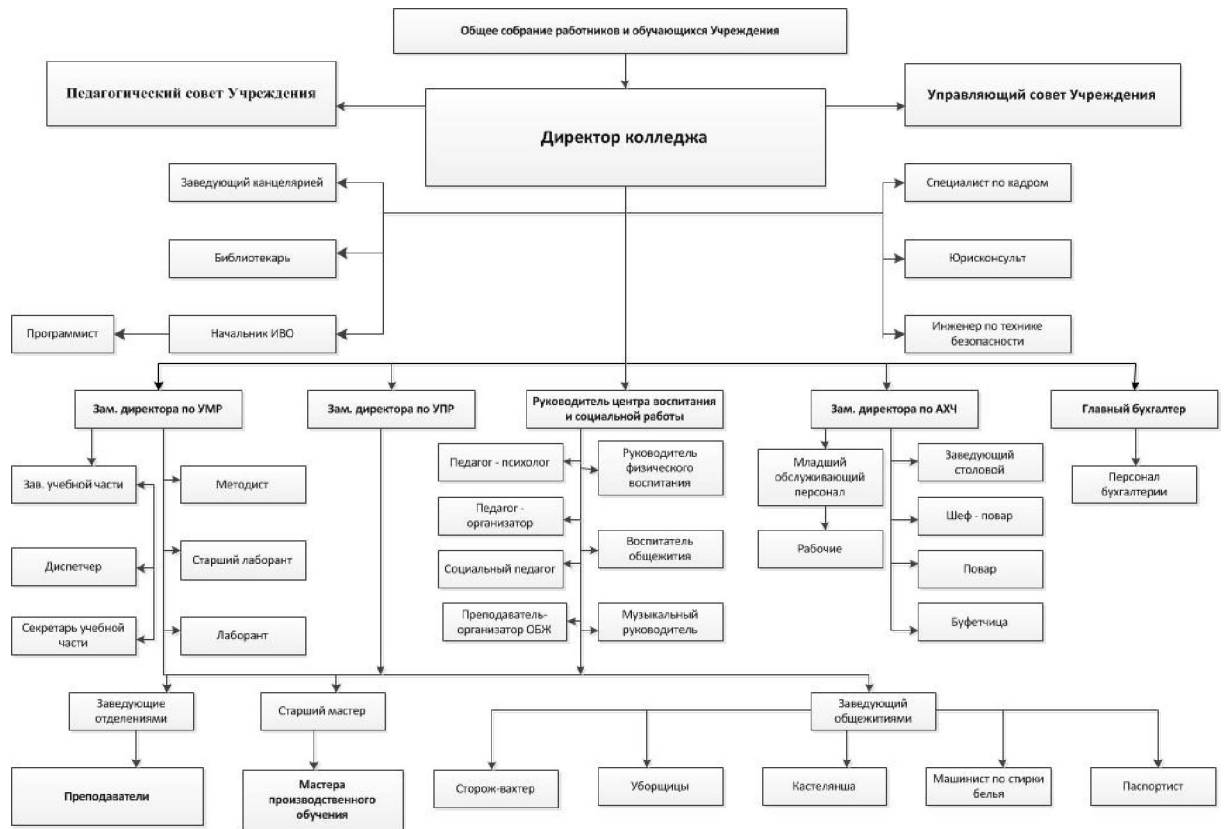 Общее собрание работников и обучающихся Учреждения
Педагогический совет Учреждения
Управляющий совет Учреждения
Директор колледжа
Заведующий канцелярией
Специалист по кадром
Библиотекарь
Юрисконсульт
Программист
Начальник ИВО
Инженер по технике
безопасности
Зам. директора по УМР
Зам. директора по УПР
Руководитель центра воспитания
и социальной работы
Зам. директора по АХЧ
Главный бухгалтер
Зав. учебной части
Методист
Диспетчер
Старший лаборант
Секретарь учебной
части
Лаборант
Педагог - психолог
Руководитель
физического
воспитания
Педагог -
организатор
Воспитатель
общежития
Социальный педагог
Преподаватель-
организатор ОБЖ
Музыкальный
руководитель
Младший
обслуживающий
персонал
Заведующий
столовой
Рабочие
Шеф - повар
Повар
Буфетчица
Персонал
бухгалтерии
Заведующие
отделениями
Старший мастер
Заведующий
общежитиями
Преподаватели
Мастера
производственного
обучения
Сторож-вахтер
Уборщицы
Кастелянша
Машинист по стирки
белья
Паспортист